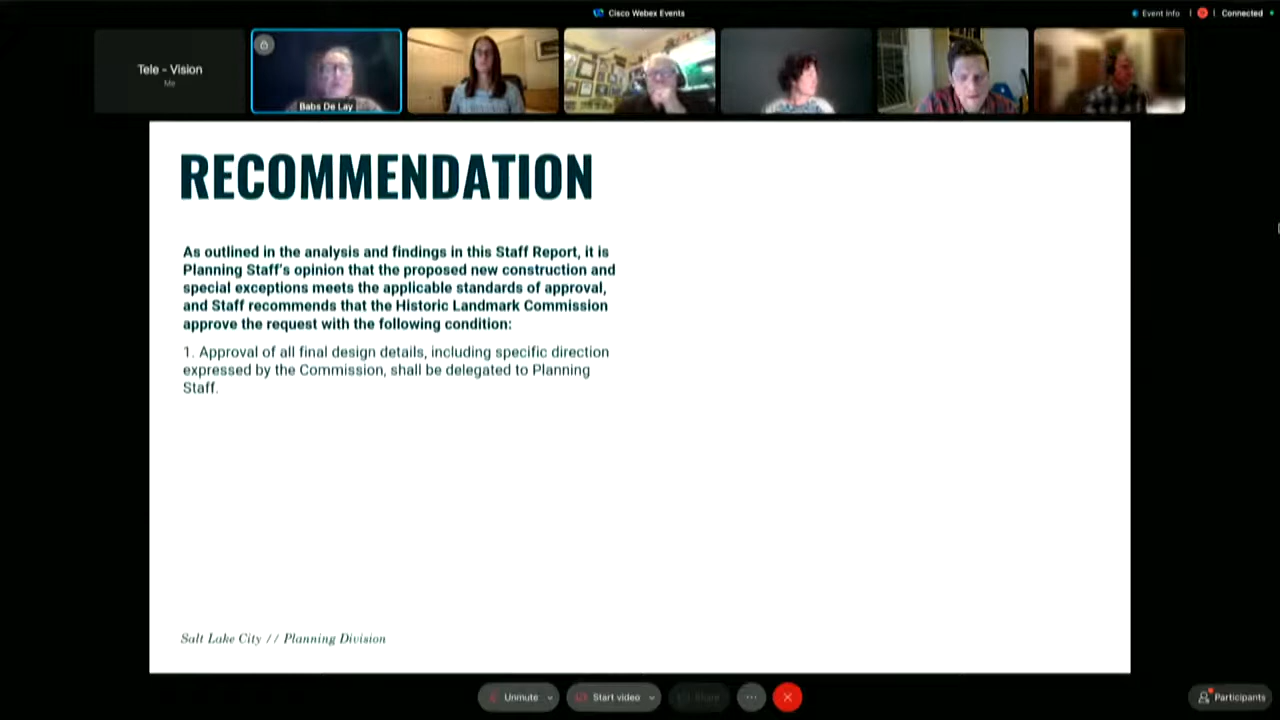 Cisco Webex Events
Event Info
Connected
Tele - Vision
Me
Babs De Lay
RECOMMENDATION
As outlined in the analysis and findings in this Staff Report, it is
Planning Staff's opinion that the proposed new construction and
special exceptions meets the applicable standards of approval,
and Staff recommends that the Historic Landmark Commission
approve the request with the following condition:
1. Approval of all final design details, including specific direction
expressed by the Commission, shall be delegated to Planning
Staff.
Salt Lake City // Planning Division
Unmute
Start video
Share
Participants